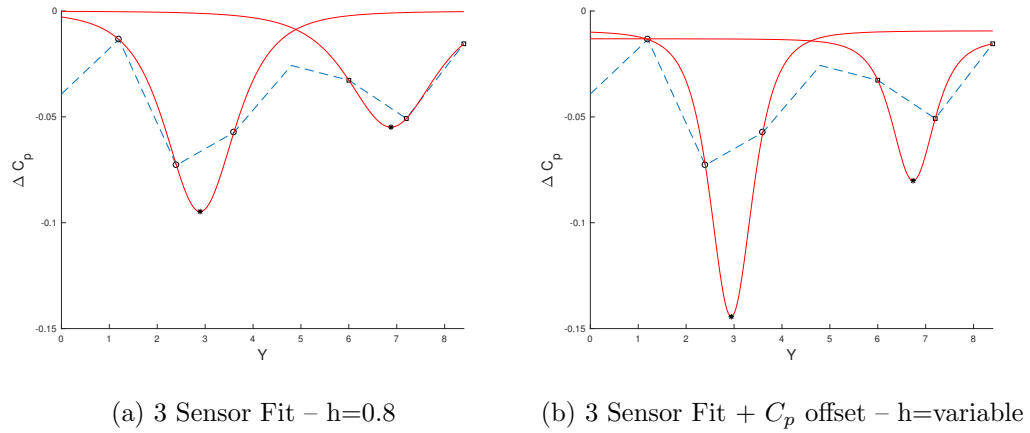 0
-0.05
-0.1
-0.15
Δ C_p
0 1 2 3 4 5 6 7 8
Y
(a) 3 Sensor Fit – h=0.8
0
-0.05
-0.1
-0.15
Δ C_p
0 1 2 3 4 5 6 7 8
Y
(b) 3 Sensor Fit + C_p offset – h=variable